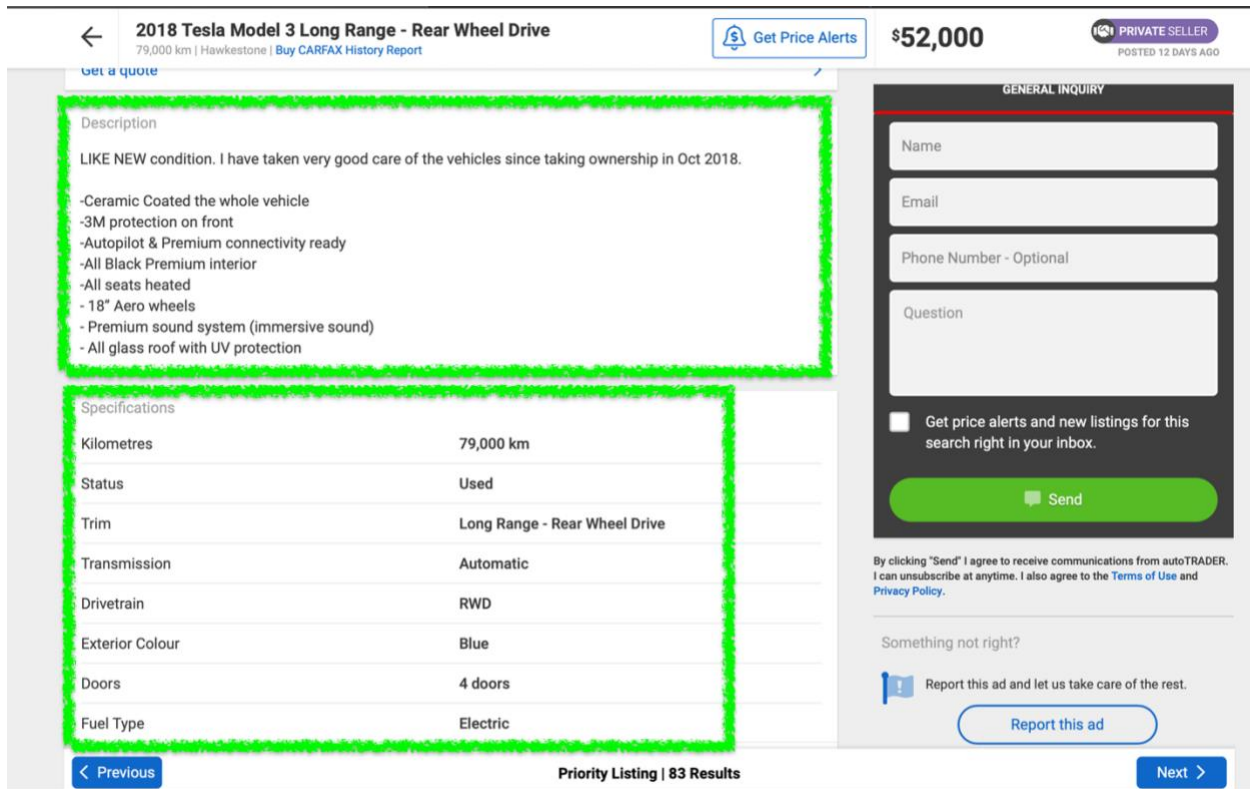 2018 Tesla Model 3 Long Range - Rear Wheel Drive
79,000 km | Hawkestone | Buy CARFAX History Report
Get Price Alerts
$52,000
PRIVATE SELLER
POSTED 12 DAYS AGO
Get a quote
Description
LIKE NEW condition. I have taken very good care of the vehicles since taking ownership in Oct 2018.
-Ceramic Coated the whole vehicle
-3M protection on front
-Autopilot & Premium connectivity ready
-All Black Premium interior
-All seats heated
- 18” Aero wheels
- Premium sound system (immersive sound)
- All glass roof with UV protection
Specifications
Kilometres 79,000 km
Status Used
Trim Long Range - Rear Wheel Drive
Transmission Automatic
Drivetrain RWD
Exterior Colour Blue
Doors 4 doors
Fuel Type Electric
GENERAL INQUIRY
Name
Email
Phone Number - Optional
Question
Get price alerts and new listings for this
search right in your inbox.
Send
By clicking "Send" I agree to receive communications from autoTRADER.
I can unsubscribe at anytime. I also agree to the Terms of Use and
Privacy Policy.
Something not right?
Report this ad and let us take care of the rest.
Report this ad
Previous
Priority Listing | 83 Results
Next